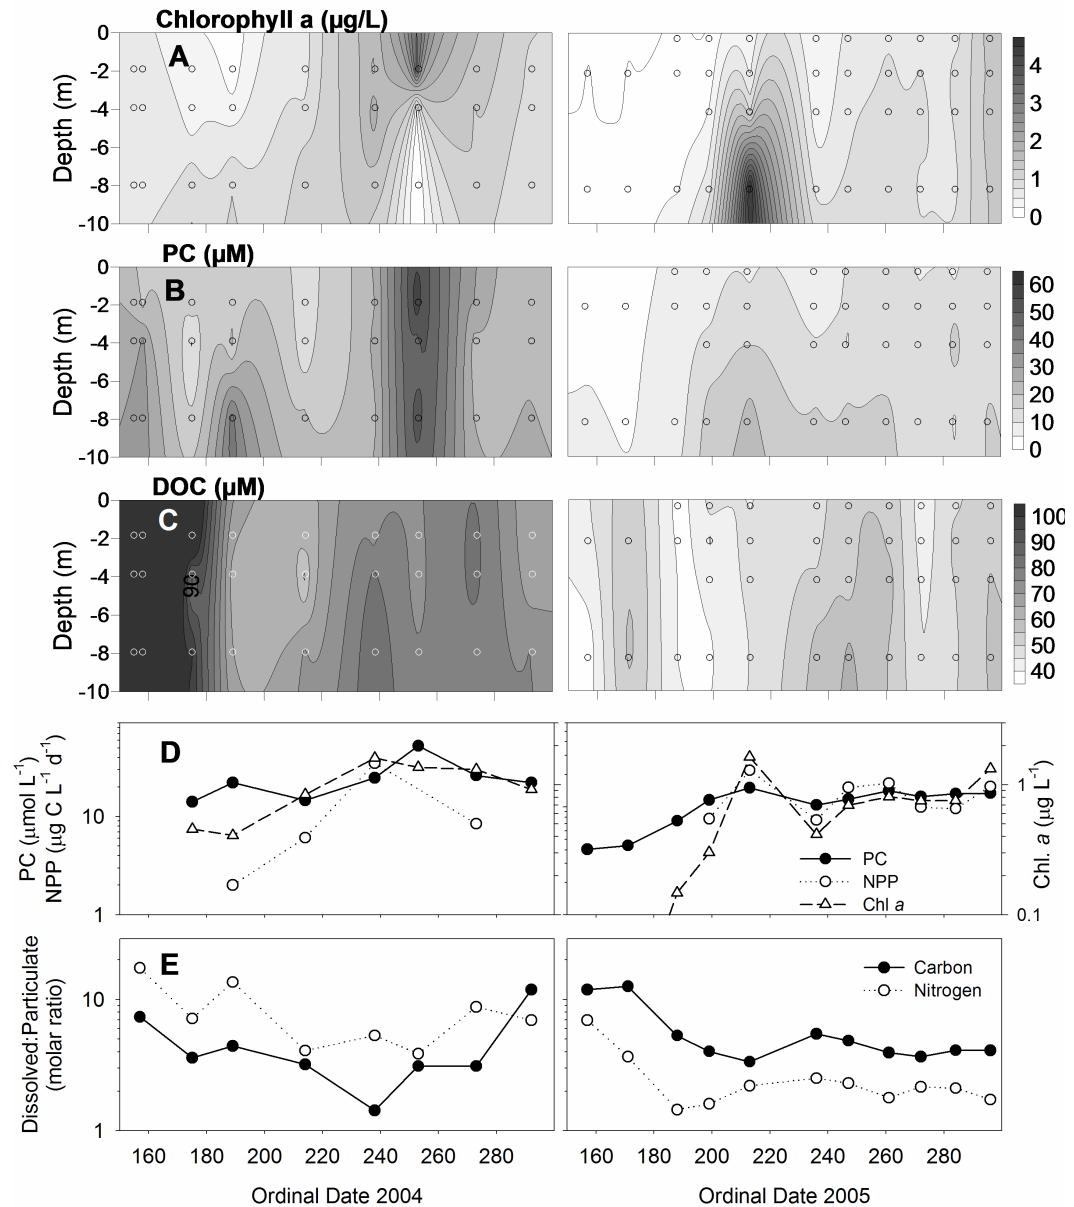 Chlorophyll a (µg/L)
A
Depth (m)
0
-2
-4
-6
-8
-10
4
3
2
1
0
PC (µM)
B
Depth (m)
0
-2
-4
-6
-8
-10
60
50
40
30
20
10
0
DOC (µM)
C
90
Depth (m)
0
-2
-4
-6
-8
-10
100
90
80
70
60
50
40
D
PC (µmol L⁻¹)
NPP (µg C L⁻¹ d⁻¹)
10
1
PC
NPP
Chl a
1
0.1
Chl. a (µg L⁻¹)
E
Dissolved:Particulate
(molar ratio)
10
1
Carbon
Nitrogen
160 180 200 220 240 260 280
160 180 200 220 240 260 280
Ordinal Date 2004
Ordinal Date 2005